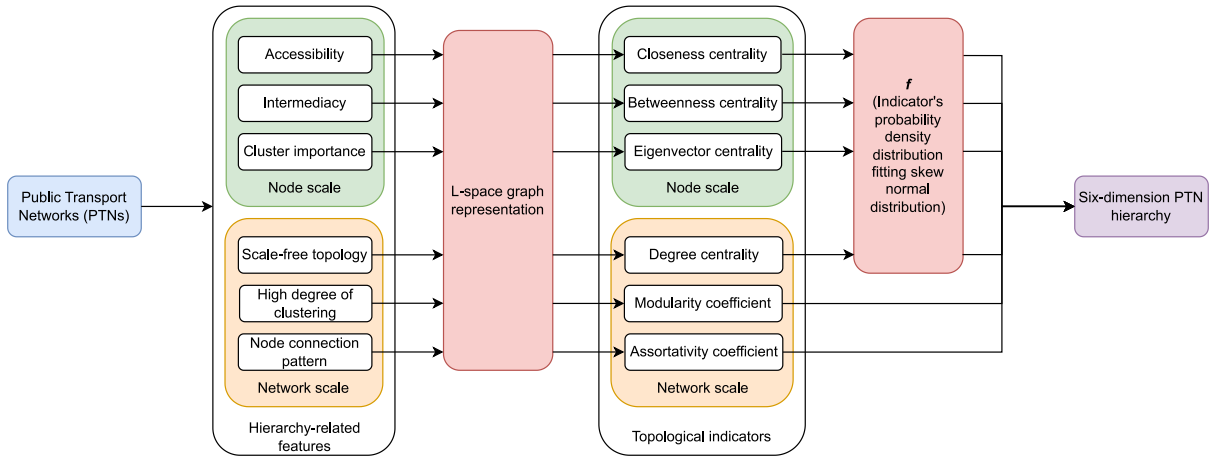 Public Transport
Networks (PTNs)
Accessibility
Intermediacy
Cluster importance
Node scale
Scale-free topology
High degree of
clustering
Node connection
pattern
Network scale
Hierarchy-related
features
L-space graph
representation
Closeness centrality
Betweenness centrality
Eigenvector centrality
Node scale
Degree centrality
Modularity coefficient
Assortativity coefficient
Network scale
Topological indicators
f
(Indicator's
probability
density
distribution
fitting skew
normal
distribution)
Six-dimension PTN
hierarchy